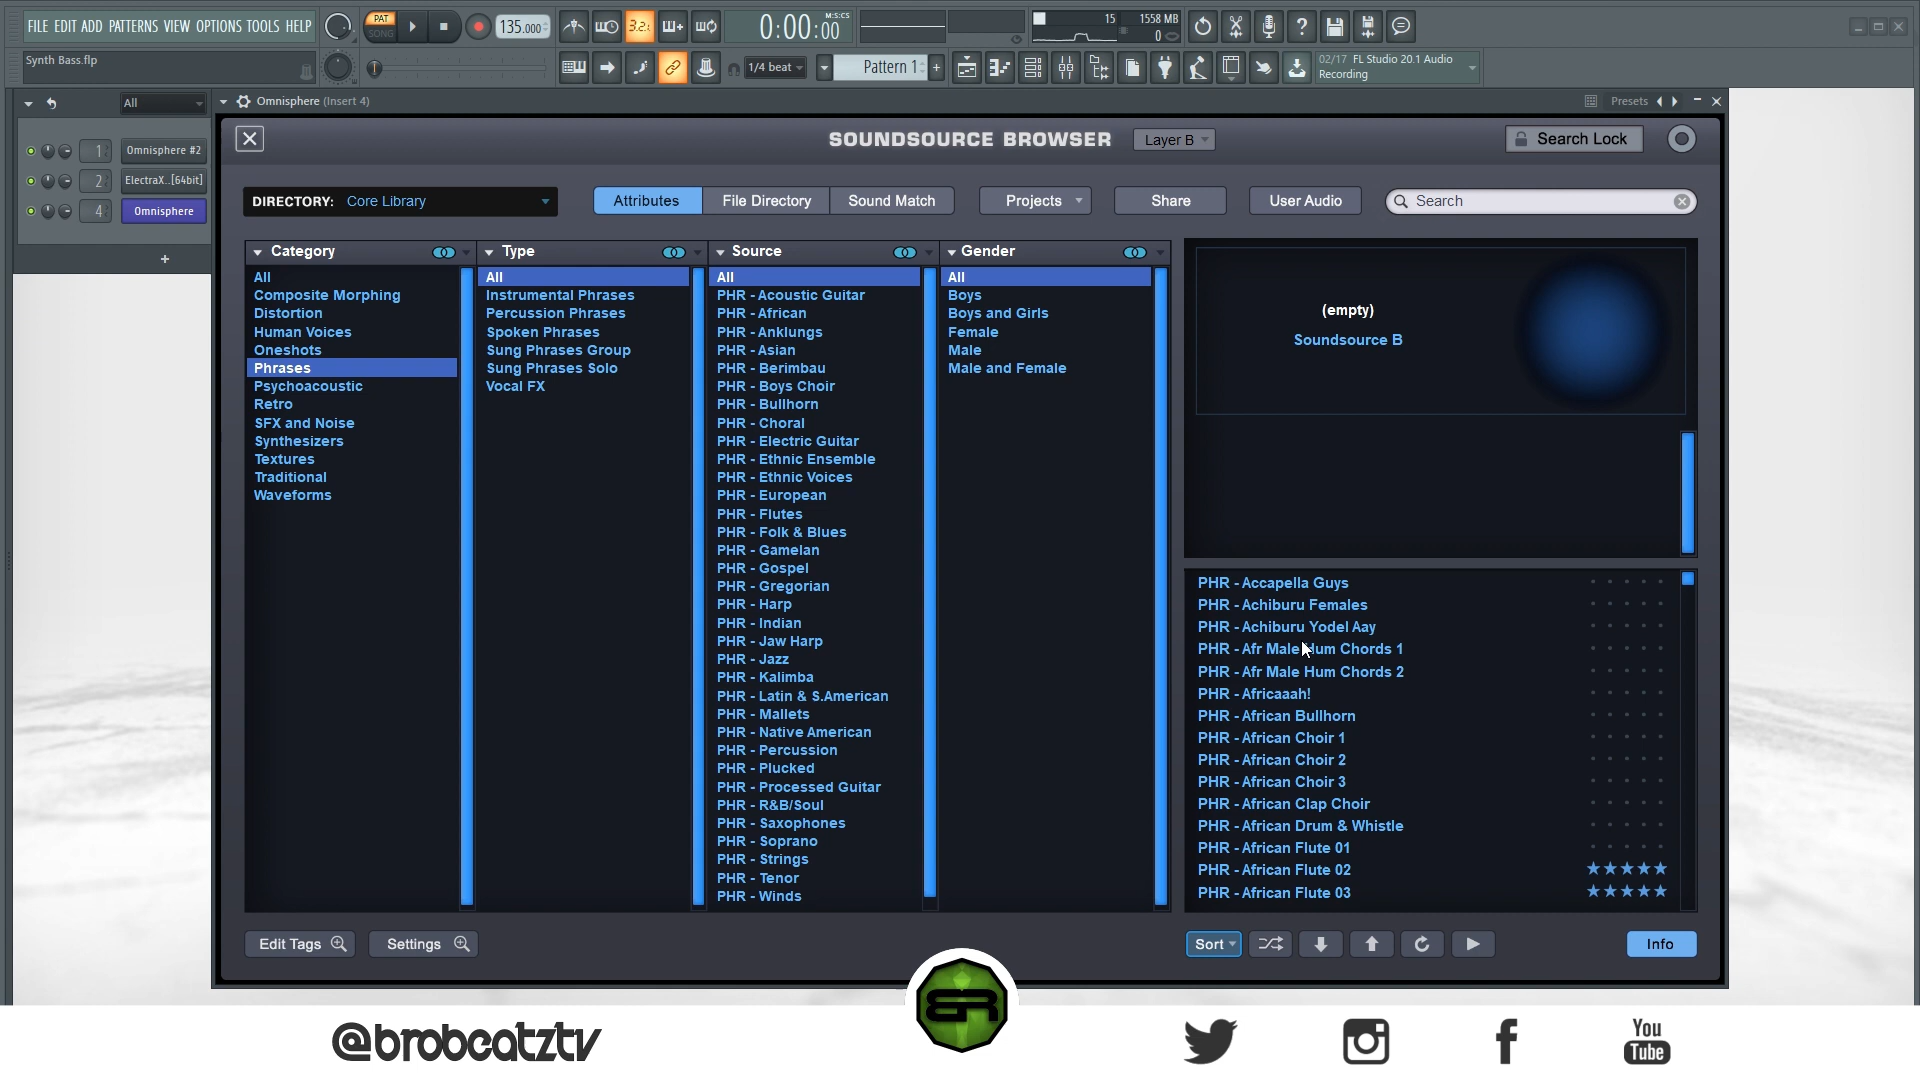 FILE EDIT ADD PATTERNS VIEW OPTIONS TOOLS HELP
PAT
SONG
135.000
3.2.
0:00:00
M:S:CS
15
1558 MB
0
Synth Bass.flp
1/4 beat
Pattern 1
+
02/17 FL Studio 20.1 Audio
Recording
All
Omnisphere (Insert 4)
Presets
1 Omnisphere #2
2 ElectraX..[64bit]
4 Omnisphere
+
SOUNDSOURCE BROWSER
Layer B
Search Lock
DIRECTORY: Core Library
Attributes
File Directory
Sound Match
Projects
Share
User Audio
Search
Category
All
Composite Morphing
Distortion
Human Voices
Oneshots
Phrases
Psychoacoustic
Retro
SFX and Noise
Synthesizers
Textures
Traditional
Waveforms
Type
All
Instrumental Phrases
Percussion Phrases
Spoken Phrases
Sung Phrases Group
Sung Phrases Solo
Vocal FX
Source
All
PHR - Acoustic Guitar
PHR - African
PHR - Anklungs
PHR - Asian
PHR - Berimbau
PHR - Boys Choir
PHR - Bullhorn
PHR - Choral
PHR - Electric Guitar
PHR - Ethnic Ensemble
PHR - Ethnic Voices
PHR - European
PHR - Flutes
PHR - Folk & Blues
PHR - Gamelan
PHR - Gospel
PHR - Gregorian
PHR - Harp
PHR - Indian
PHR - Jaw Harp
PHR - Jazz
PHR - Kalimba
PHR - Latin & S.American
PHR - Mallets
PHR - Native American
PHR - Percussion
PHR - Plucked
PHR - Processed Guitar
PHR - R&B/Soul
PHR - Saxophones
PHR - Soprano
PHR - Strings
PHR - Tenor
PHR - Winds
Gender
All
Boys
Boys and Girls
Female
Male
Male and Female
(empty)
Soundsource B
PHR - Accapella Guys
PHR - Achiburu Females
PHR - Achiburu Yodel Aay
PHR - Afr Male Hum Chords 1
PHR - Afr Male Hum Chords 2
PHR - Africaaah!
PHR - African Bullhorn
PHR - African Choir 1
PHR - African Choir 2
PHR - African Choir 3
PHR - African Clap Choir
PHR - African Drum & Whistle
PHR - African Flute 01
PHR - African Flute 02
PHR - African Flute 03
Edit Tags
Settings
Sort
Info
@brobeatztv
BR
You
Tube